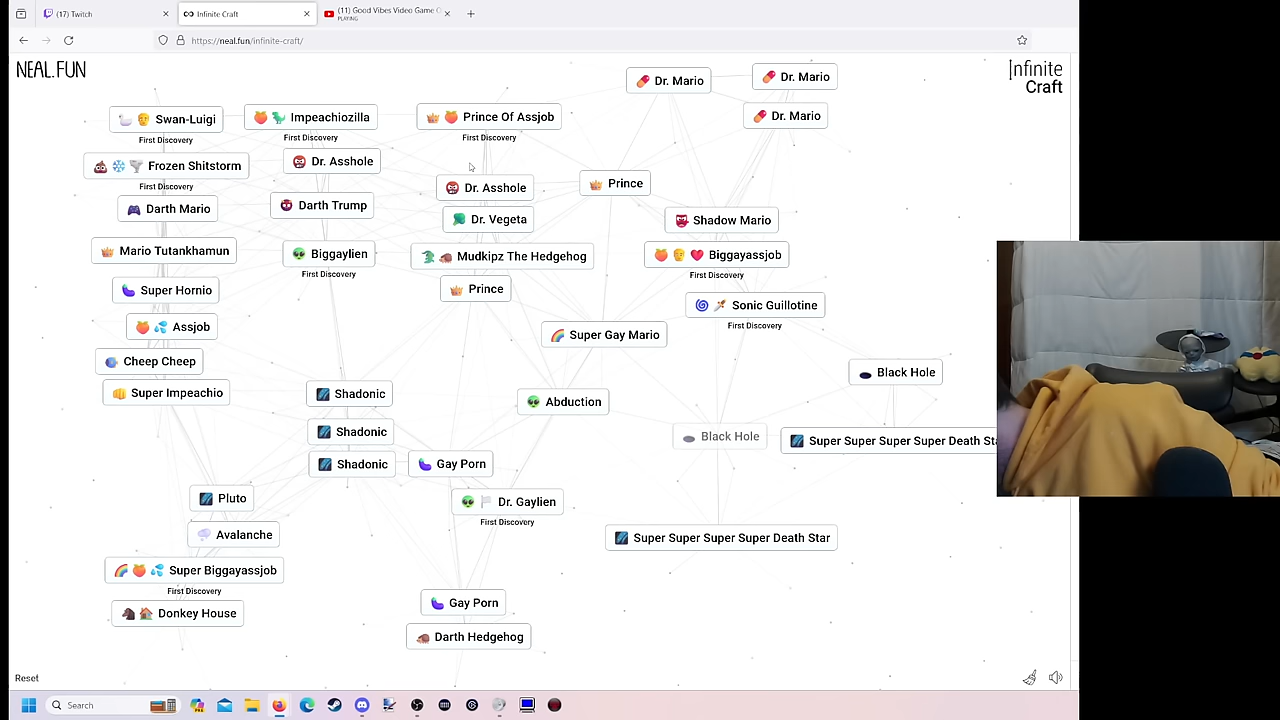 (17) Twitch
Infinite Craft
(11) Good Vibes Video Game
PLAYING
https://neal.fun/infinite-craft/
NEAL.FUN
Infinite
Craft
Dr. Mario
Dr. Mario
Dr. Mario
Swan-Luigi
First Discovery
Impeachiozilla
First Discovery
Prince Of Assjob
First Discovery
Frozen Shitstorm
First Discovery
Dr. Asshole
Dr. Asshole
Prince
Darth Mario
Darth Trump
Dr. Vegeta
Shadow Mario
Mario Tutankhamun
Biggaylien
First Discovery
Mudkipz The Hedgehog
Biggayassjob
First Discovery
Super Hornio
Prince
Sonic Guillotine
First Discovery
Assjob
Super Gay Mario
Cheep Cheep
Black Hole
Super Impeachio
Shadonic
Abduction
Shadonic
Black Hole
Super Super Super Super Death Sta
Shadonic
Gay Porn
Pluto
Dr. Gaylien
First Discovery
Avalanche
Super Super Super Super Death Star
Super Biggayassjob
First Discovery
Donkey House
Gay Porn
Darth Hedgehog
Reset
Search